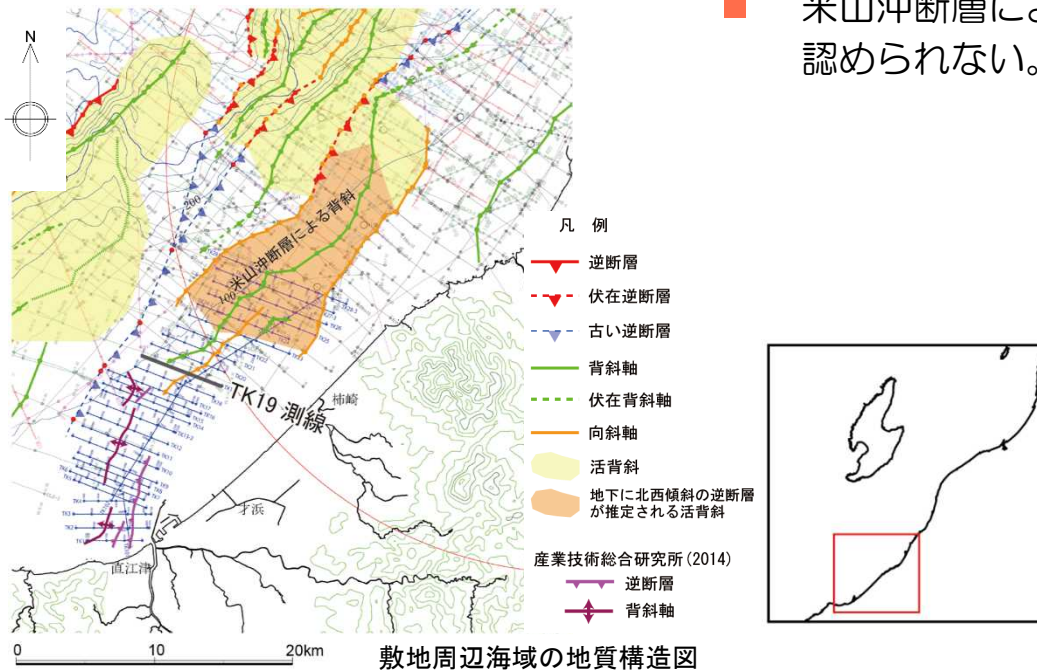 米山沖断層によ
認められない。
N
200
米山沖断層による背斜
100
TK19 測線
柿崎
才浜
直江津
凡 例
逆断層
伏在逆断層
古い逆断層
背斜軸
伏在背斜軸
向斜軸
活背斜
地下に北西傾斜の逆断層
が推定される活背斜
産業技術総合研究所(2014)
逆断層
背斜軸
0 10 20km
敷地周辺海域の地質構造図